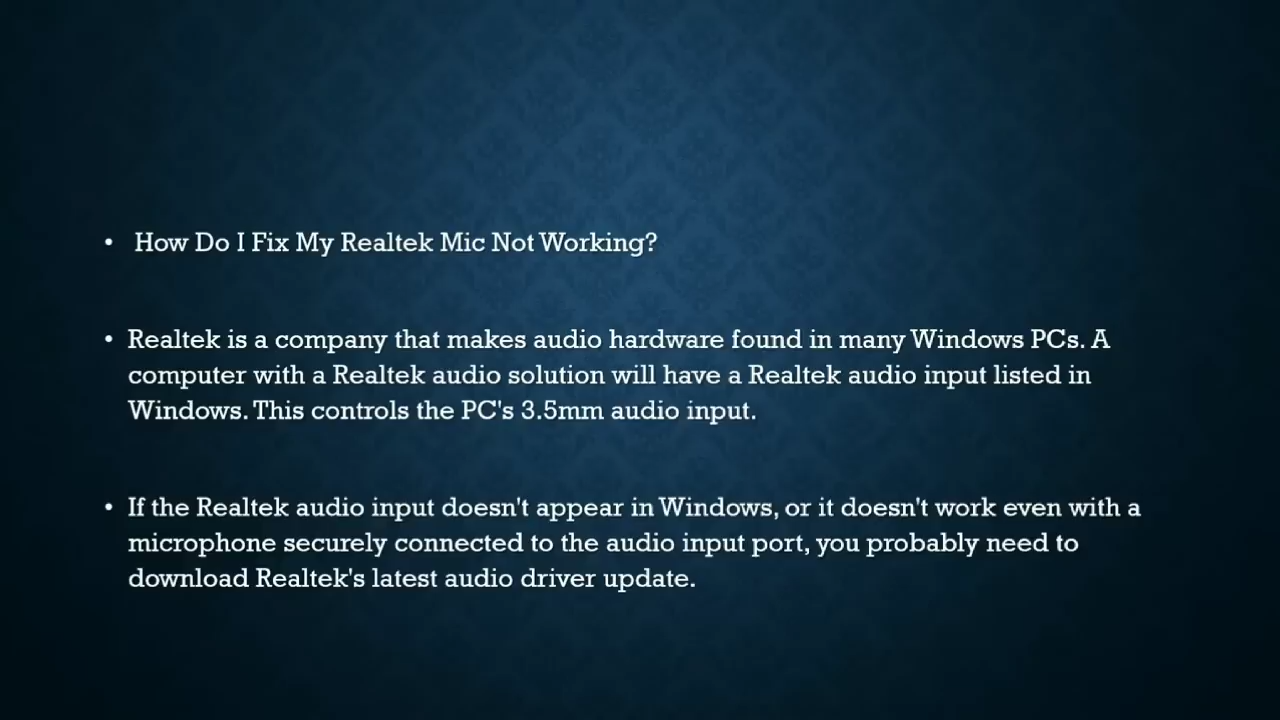 • How Do I Fix My Realtek Mic Not Working?
• Realtek is a company that makes audio hardware found in many Windows PCs. A
computer with a Realtek audio solution will have a Realtek audio input listed in
Windows. This controls the PC's 3.5mm audio input.
• If the Realtek audio input doesn't appear in Windows, or it doesn't work even with a
microphone securely connected to the audio input port, you probably need to
download Realtek's latest audio driver update.